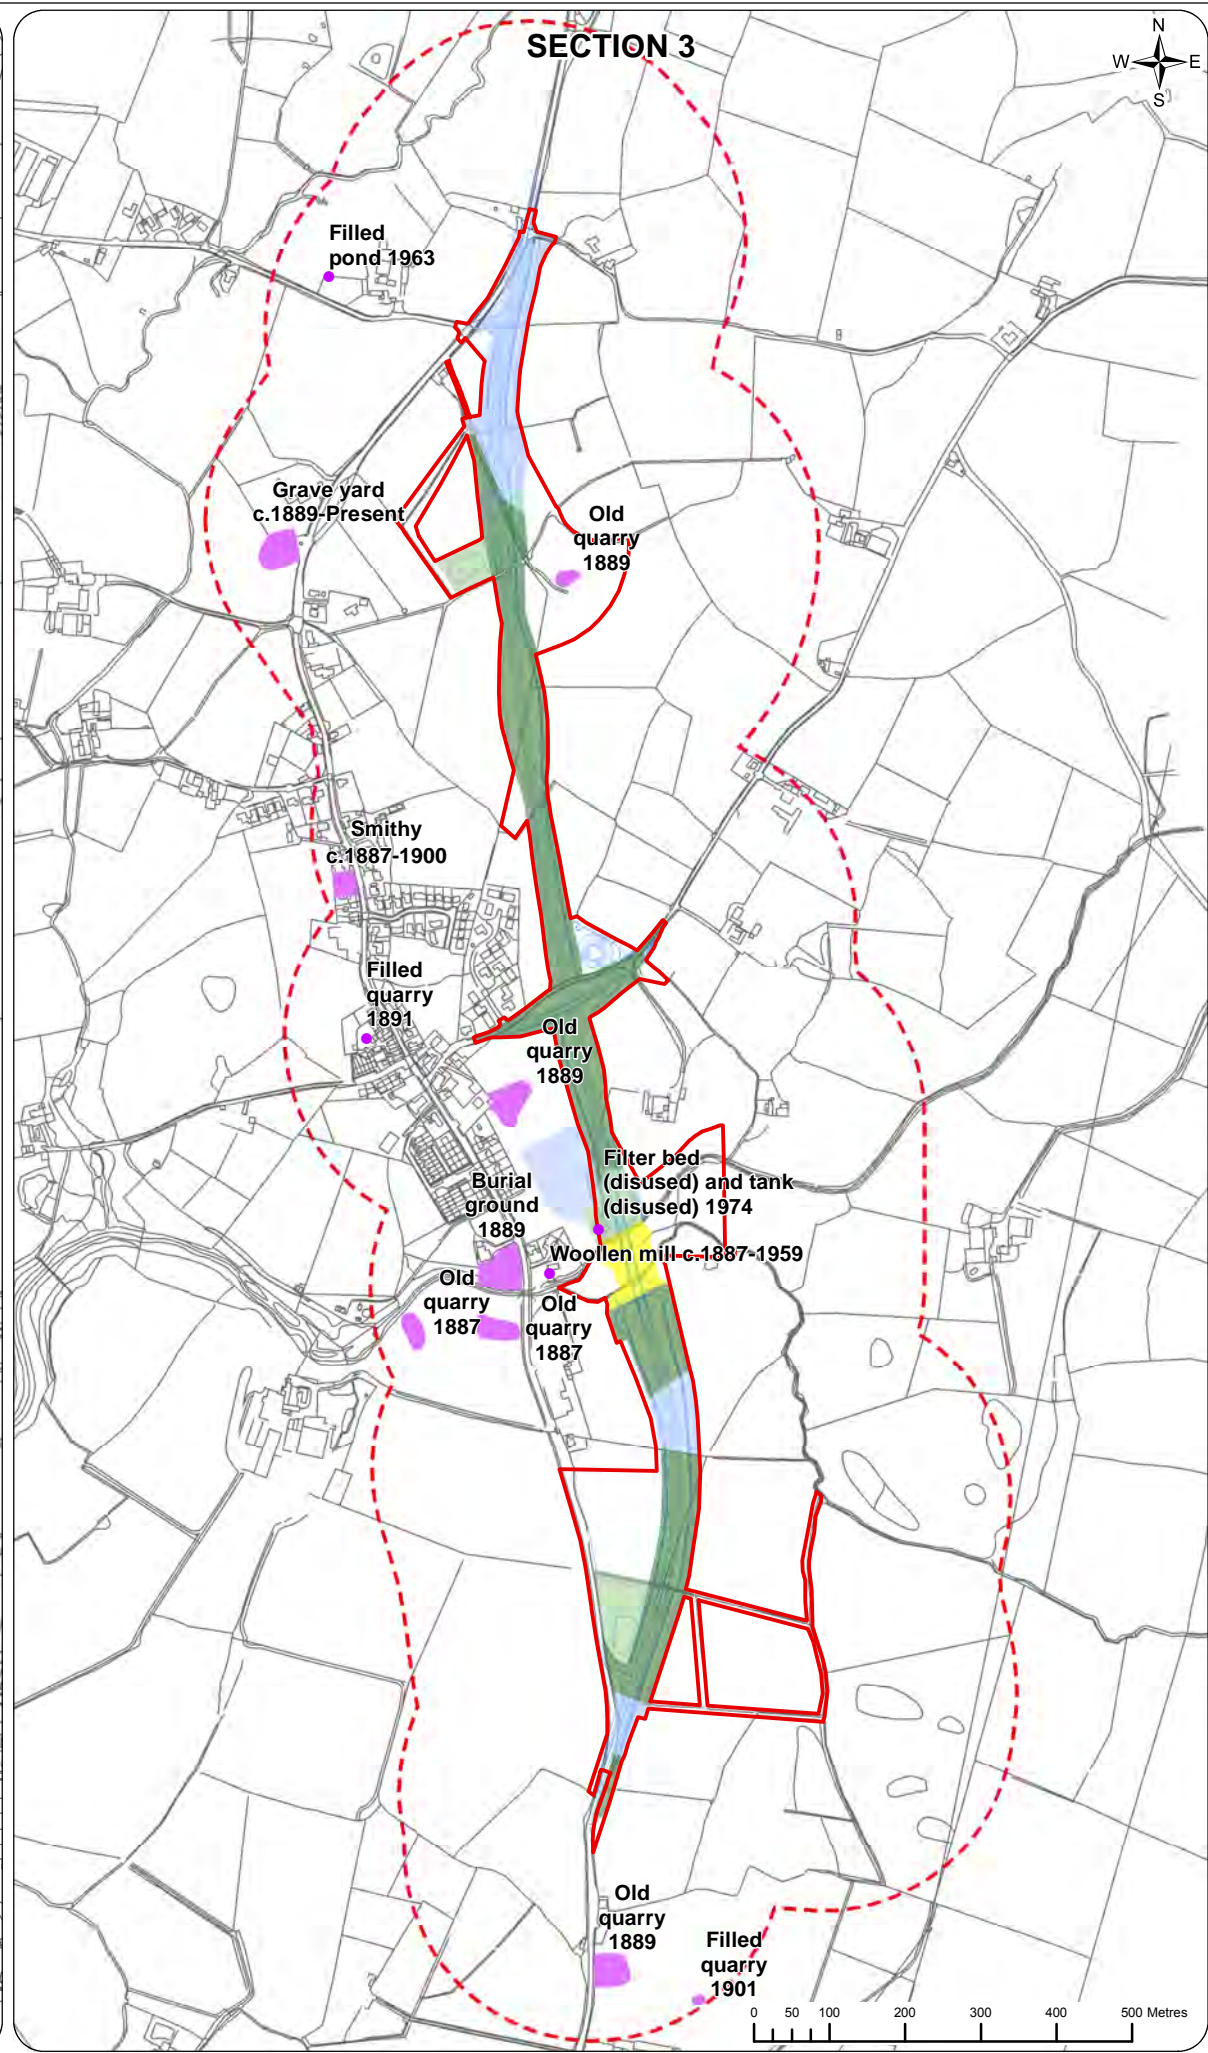 SECTION 3
N
W E
S
Filled
pond 1963
Grave yard
c.1889-Present
Old
quarry
1889
Smithy
c.1887-1900
Filled
quarry
1891
Old
quarry
1889
Filter bed
(disused) and tank
(disused) 1974
Burial
ground
1889
Woollen mill c.1887-1959
Old
quarry
1887
Old
quarry
1887
Old
quarry
1889
Filled
quarry
1901
0 50 100 200 300 400 500 Metres